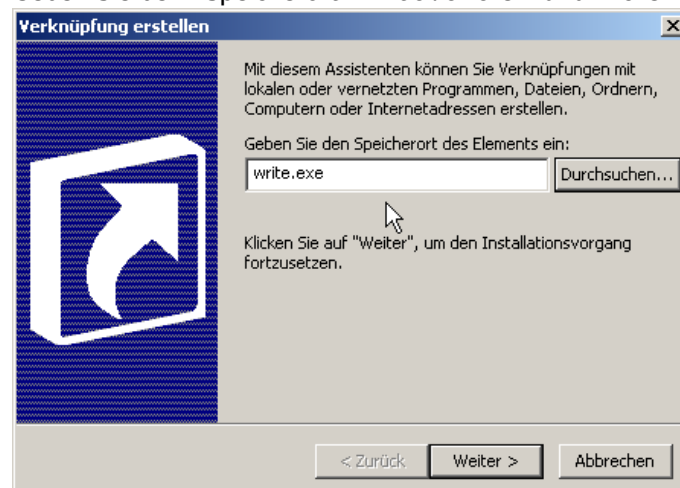 Verknüpfung erstellen
Mit diesem Assistenten können Sie Verknüpfungen mit
lokalen oder vernetzten Programmen, Dateien, Ordnern,
Computern oder Internetadressen erstellen.
Geben Sie den Speicherort des Elements ein:
write.exe
Durchsuchen...
Klicken Sie auf "Weiter", um den Installationsvorgang
fortzusetzen.
< Zurück
Weiter >
Abbrechen